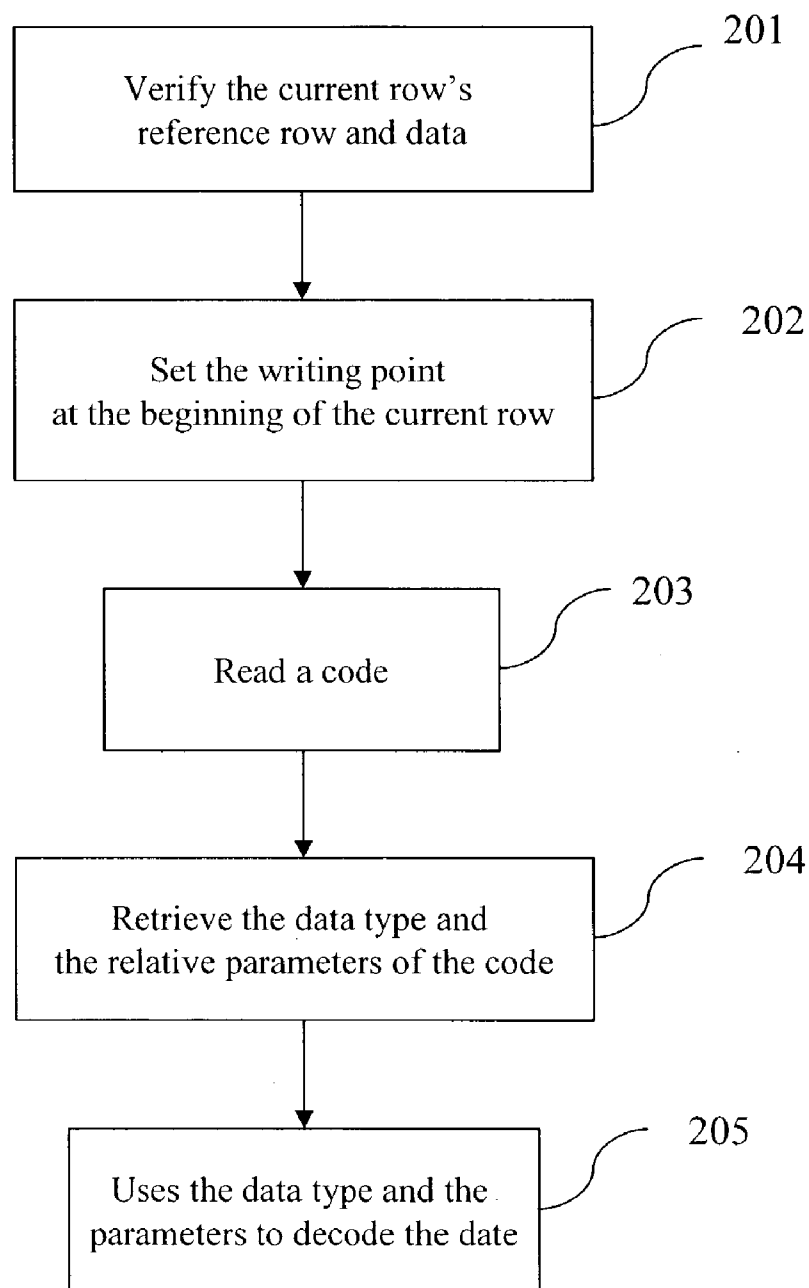 201
Verify the current row's
reference row and data
202
Set the writing point
at the beginning of the current row
203
Read a code
204
Retrieve the data type and
the relative parameters of the code
205
Uses the data type and the
parameters to decode the date